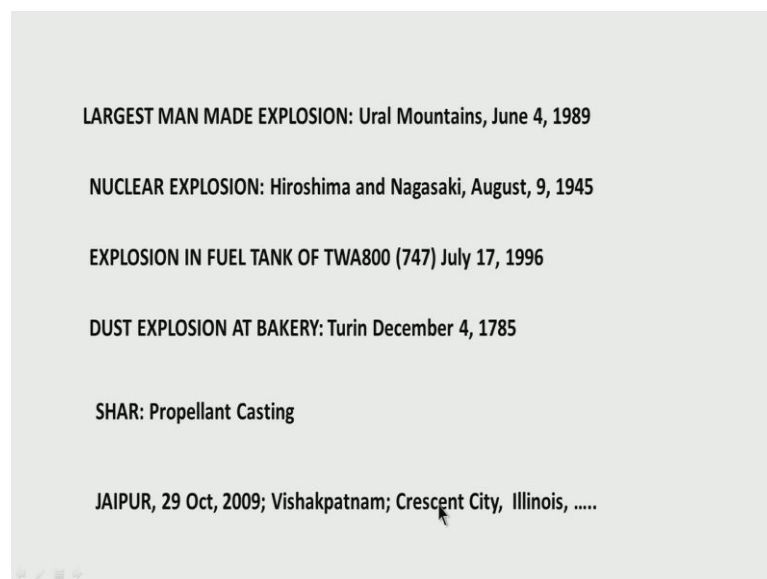 LARGEST MAN MADE EXPLOSION: Ural Mountains, June 4, 1989
NUCLEAR EXPLOSION: Hiroshima and Nagasaki, August, 9, 1945
EXPLOSION IN FUEL TANK OF TWA800 (747) July 17, 1996
DUST EXPLOSION AT BAKERY: Turin December 4, 1785
SHAR: Propellant Casting
JAIPUR, 29 Oct, 2009; Vishakpatnam; Crescent City, Illinois, .....